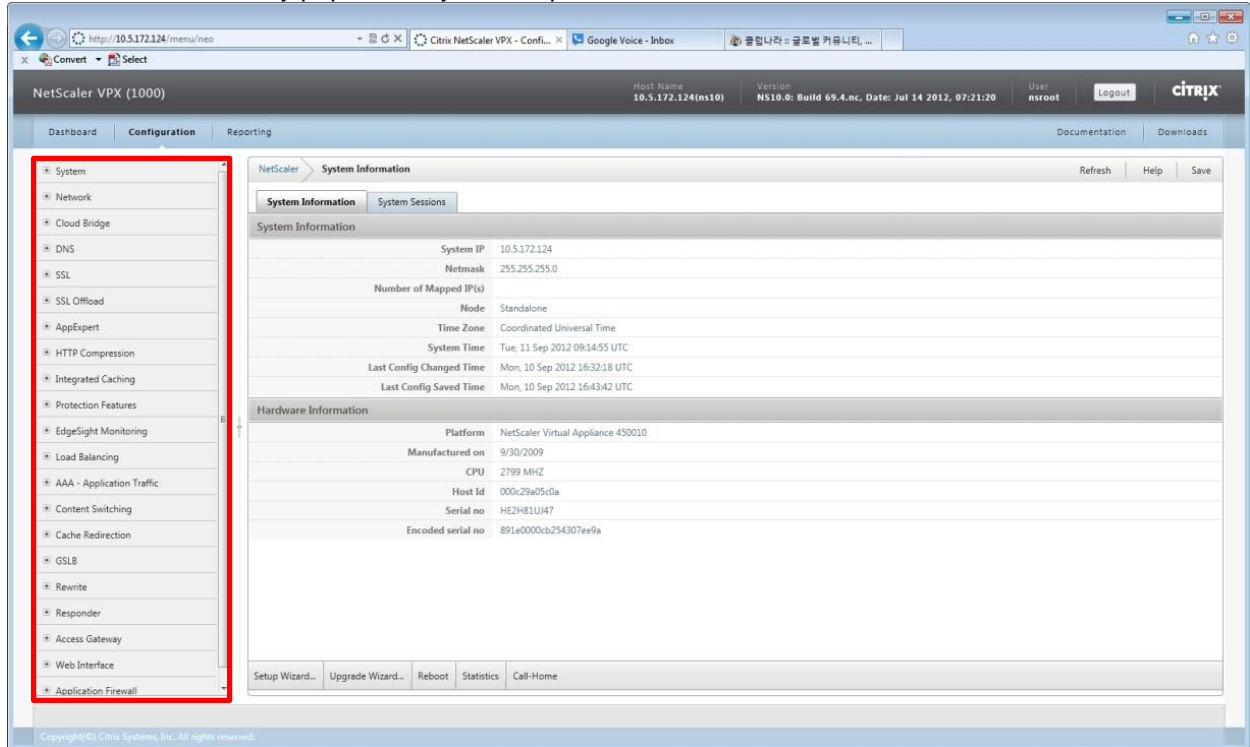 http://10.5.172.124/menu/neo
Citrix NetScaler VPX - Confi...
Google Voice - Inbox
클럽나라 :: 글로벌 커뮤니티, ...
x Convert Select
NetScaler VPX (1000)
Host Name
10.5.172.124(ns10)
Version
NS10.0: Build 69.4.nc, Date: Jul 14 2012, 07:21:20
User
nsroot
Logout
CITRIX
Dashboard Configuration Reporting
Documentation Downloads
System
Network
Cloud Bridge
DNS
SSL
SSL Offload
AppExpert
HTTP Compression
Integrated Caching
Protection Features
EdgeSight Monitoring
Load Balancing
AAA - Application Traffic
Content Switching
Cache Redirection
GSLB
Rewrite
Responder
Access Gateway
Web Interface
Application Firewall
NetScaler System Information
Refresh Help Save
System Information System Sessions
System Information
System IP 10.5.172.124
Netmask 255.255.255.0
Number of Mapped IP(s)
Node Standalone
Time Zone Coordinated Universal Time
System Time Tue, 11 Sep 2012 09:14:55 UTC
Last Config Changed Time Mon, 10 Sep 2012 16:32:18 UTC
Last Config Saved Time Mon, 10 Sep 2012 16:43:42 UTC
Hardware Information
Platform NetScaler Virtual Appliance 450010
Manufactured on 9/30/2009
CPU 2799 MHZ
Host Id 000c29a05c0a
Serial no HE2H81UJ47
Encoded serial no 891e0000cb254307ee9a
Setup Wizard... Upgrade Wizard... Reboot Statistics Call-Home
Copyright(©) Citrix Systems, Inc. All rights reserved.